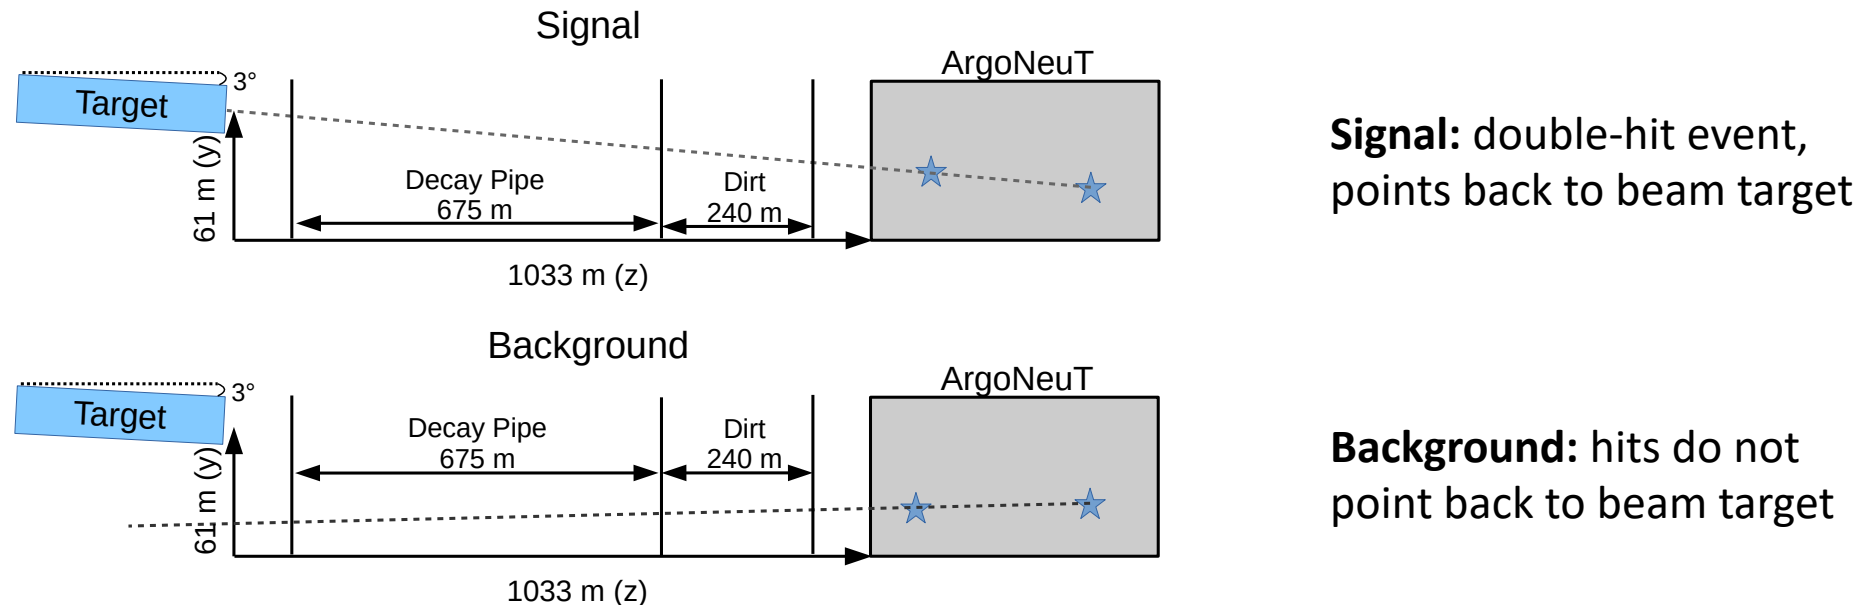 Signal
ArgoNeuT
3°
Target
61 m (y)
Decay Pipe
675 m
Dirt
240 m
1033 m (z)
Signal: double-hit event,
points back to beam target
Background
ArgoNeuT
3°
Target
61 m (y)
Decay Pipe
675 m
Dirt
240 m
1033 m (z)
Background: hits do not
point back to beam target